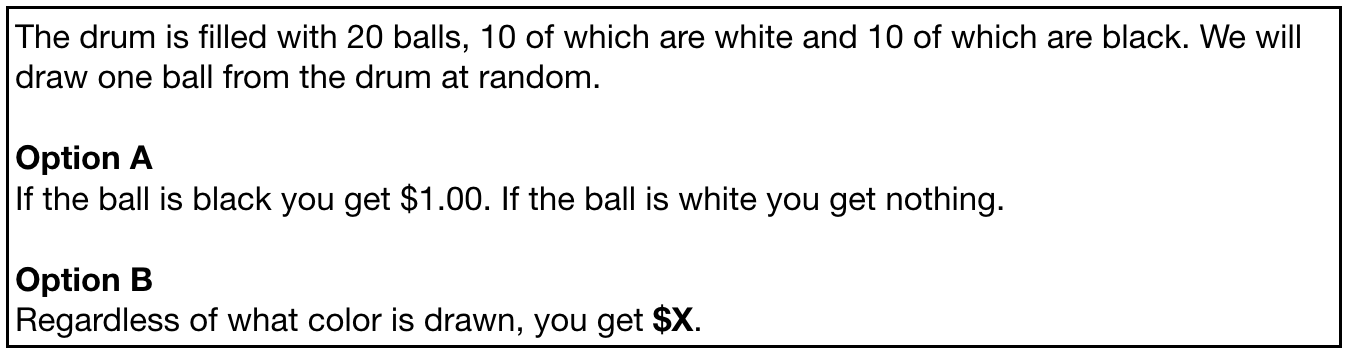 The drum is filled with 20 balls, 10 of which are white and 10 of which are black. We will
draw one ball from the drum at random.
Option A
If the ball is black you get $1.00. If the ball is white you get nothing.
Option B
Regardless of what color is drawn, you get $X.